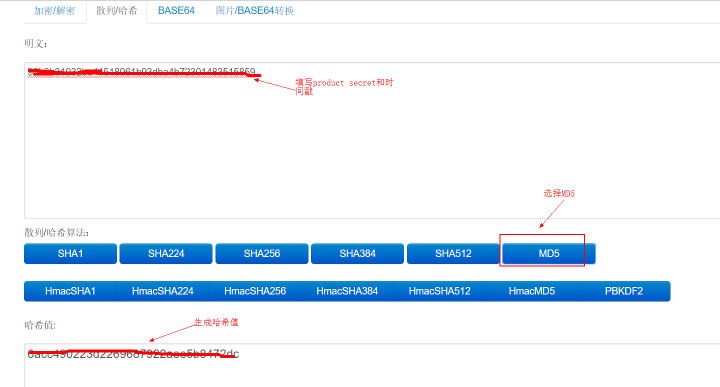 加密/解密 散列/哈希 BASE64 图片/BASE64转换
明文：
填写product secret和时
间戳
选择MD5
散列/哈希算法：
SHA1 SHA224 SHA256 SHA384 SHA512 MD5
HmacSHA1 HmacSHA224 HmacSHA256 HmacSHA384 HmacSHA512 HmacMD5 PBKDF2
生成哈希值
哈希值: